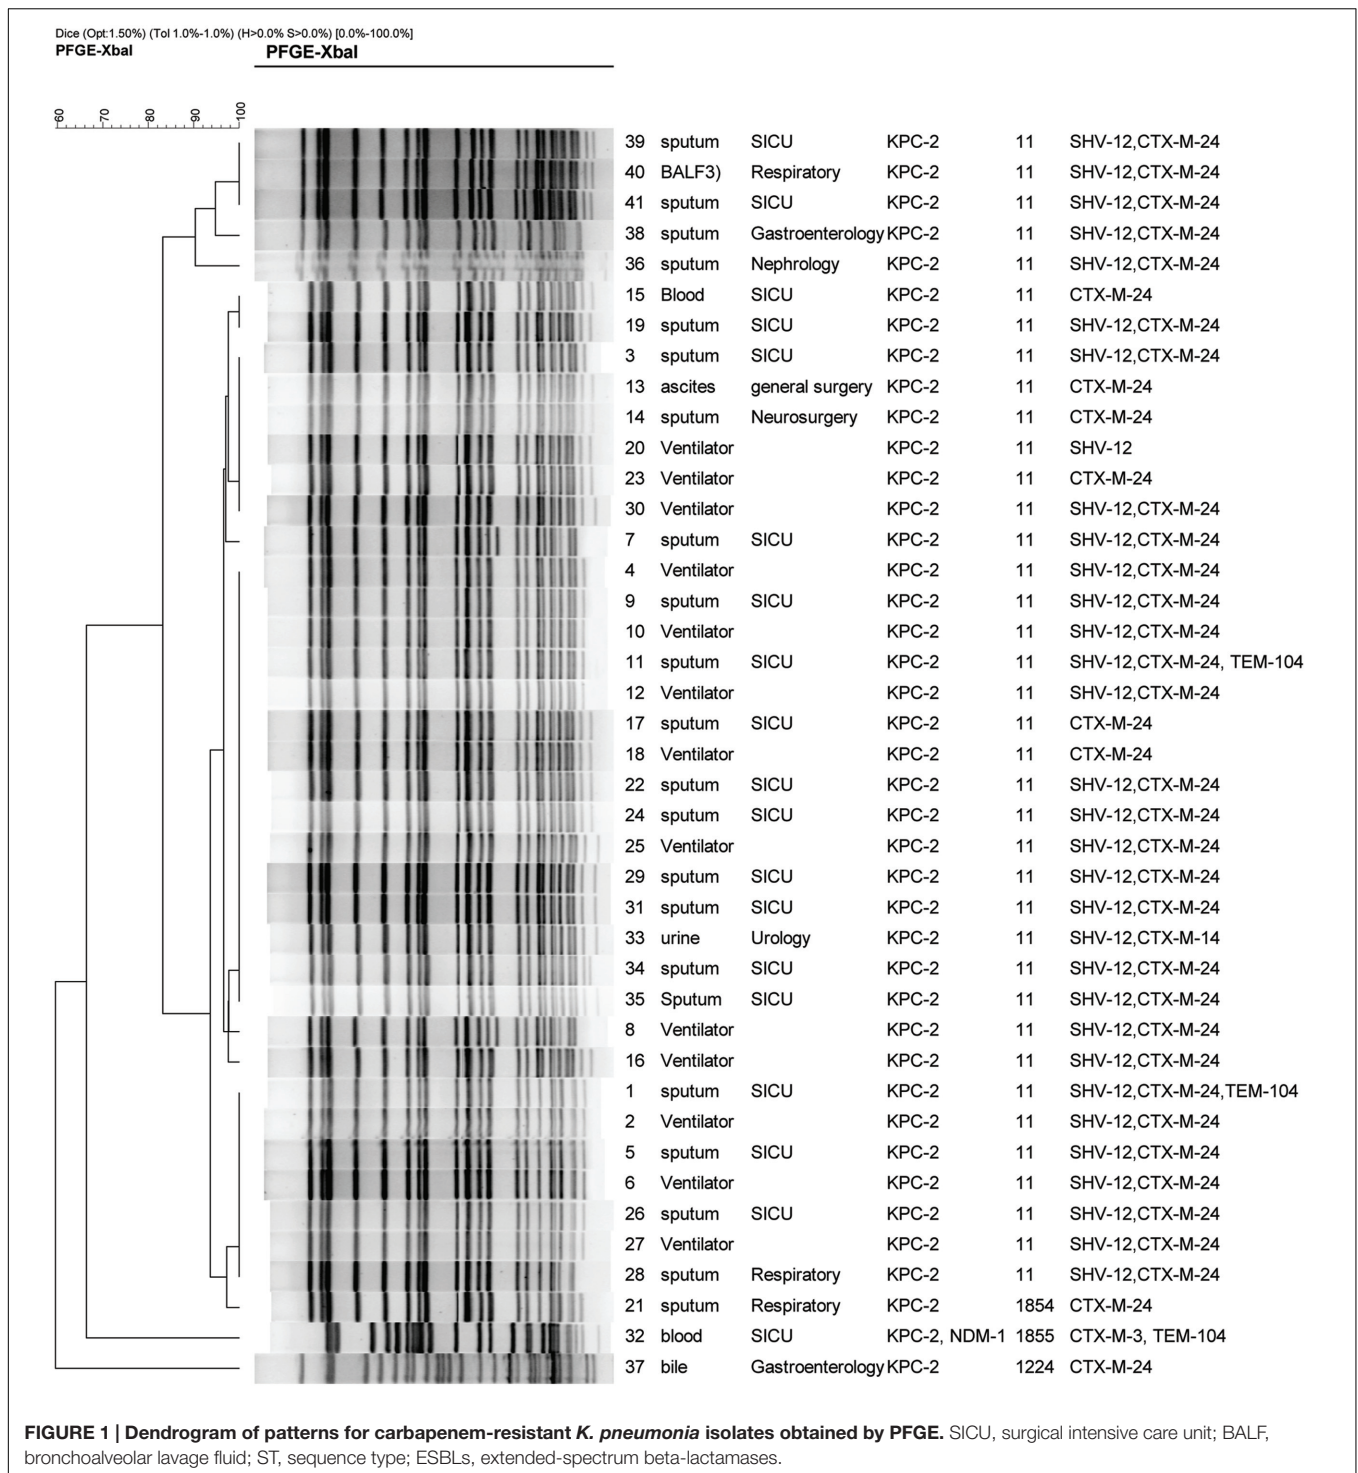 Dice (Opt:1.50%) (Tol 1.0%-1.0%) (H>0.0% S>0.0%) [0.0%-100.0%]
PFGE-XbaI PFGE-XbaI
60 70 80 90 100
39 sputum SICU KPC-2 11 SHV-12,CTX-M-24
40 BALF3) Respiratory KPC-2 11 SHV-12,CTX-M-24
41 sputum SICU KPC-2 11 SHV-12,CTX-M-24
38 sputum Gastroenterology KPC-2 11 SHV-12,CTX-M-24
36 sputum Nephrology KPC-2 11 SHV-12,CTX-M-24
15 Blood SICU KPC-2 11 CTX-M-24
19 sputum SICU KPC-2 11 SHV-12,CTX-M-24
3 sputum SICU KPC-2 11 SHV-12,CTX-M-24
13 ascites general surgery KPC-2 11 CTX-M-24
14 sputum Neurosurgery KPC-2 11 CTX-M-24
20 Ventilator KPC-2 11 SHV-12
23 Ventilator KPC-2 11 CTX-M-24
30 Ventilator KPC-2 11 SHV-12,CTX-M-24
7 sputum SICU KPC-2 11 SHV-12,CTX-M-24
4 Ventilator KPC-2 11 SHV-12,CTX-M-24
9 sputum SICU KPC-2 11 SHV-12,CTX-M-24
10 Ventilator KPC-2 11 SHV-12,CTX-M-24
11 sputum SICU KPC-2 11 SHV-12,CTX-M-24, TEM-104
12 Ventilator KPC-2 11 SHV-12,CTX-M-24
17 sputum SICU KPC-2 11 CTX-M-24
18 Ventilator KPC-2 11 CTX-M-24
22 sputum SICU KPC-2 11 SHV-12,CTX-M-24
24 sputum SICU KPC-2 11 SHV-12,CTX-M-24
25 Ventilator KPC-2 11 SHV-12,CTX-M-24
29 sputum SICU KPC-2 11 SHV-12,CTX-M-24
31 sputum SICU KPC-2 11 SHV-12,CTX-M-24
33 urine Urology KPC-2 11 SHV-12,CTX-M-14
34 sputum SICU KPC-2 11 SHV-12,CTX-M-24
35 Sputum SICU KPC-2 11 SHV-12,CTX-M-24
8 Ventilator KPC-2 11 SHV-12,CTX-M-24
16 Ventilator KPC-2 11 SHV-12,CTX-M-24
1 sputum SICU KPC-2 11 SHV-12,CTX-M-24,TEM-104
2 Ventilator KPC-2 11 SHV-12,CTX-M-24
5 sputum SICU KPC-2 11 SHV-12,CTX-M-24
6 Ventilator KPC-2 11 SHV-12,CTX-M-24
26 sputum SICU KPC-2 11 SHV-12,CTX-M-24
27 Ventilator KPC-2 11 SHV-12,CTX-M-24
28 sputum Respiratory KPC-2 11 SHV-12,CTX-M-24
21 sputum Respiratory KPC-2 1854 CTX-M-24
32 blood SICU KPC-2, NDM-1 1855 CTX-M-3, TEM-104
37 bile Gastroenterology KPC-2 1224 CTX-M-24
FIGURE 1 | Dendrogram of patterns for carbapenem-resistant K. pneumonia isolates obtained by PFGE. SICU, surgical intensive care unit; BALF,
bronchoalveolar lavage fluid; ST, sequence type; ESBLs, extended-spectrum beta-lactamases.